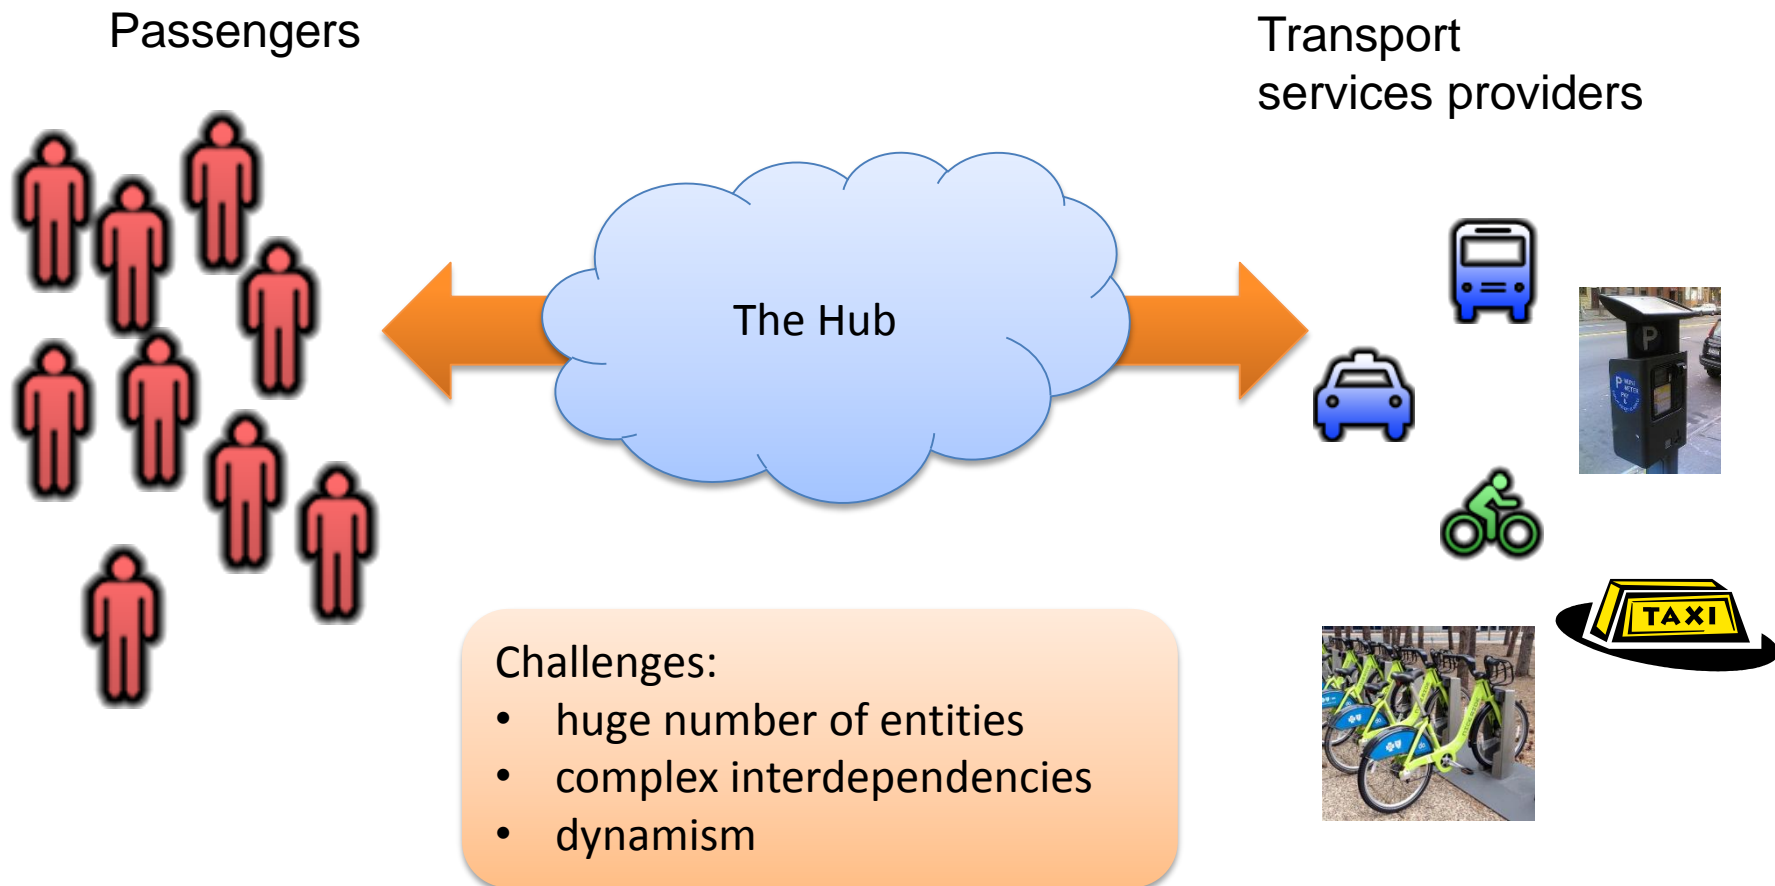 Passengers
Transport
services providers
The Hub
P
P
TAXI
Challenges:
• huge number of entities
• complex interdependencies
• dynamism